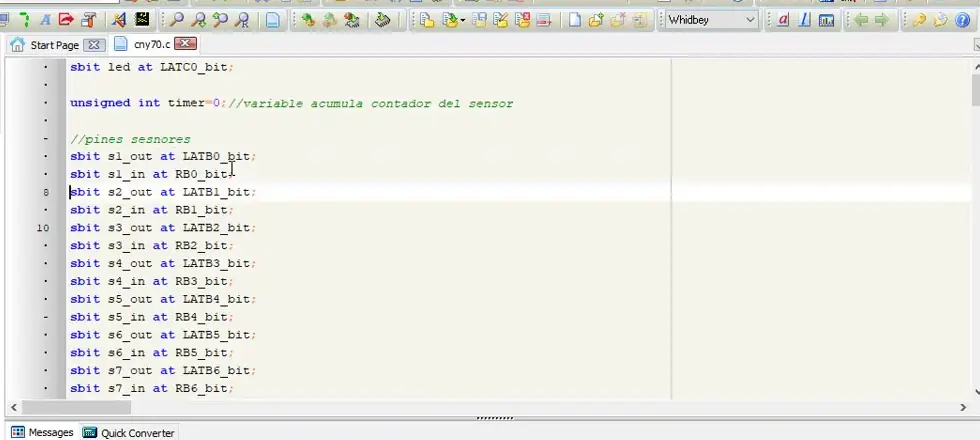 Whidbey
Start Page
cny70.c
sbit led at LATC0_bit;
unsigned int timer=0;//variable acumula contador del sensor
//pines sesnores
sbit s1_out at LATB0_bit;
sbit s1_in at RB0_bit;
8 sbit s2_out at LATB1_bit;
sbit s2_in at RB1_bit;
10 sbit s3_out at LATB2_bit;
sbit s3_in at RB2_bit;
sbit s4_out at LATB3_bit;
sbit s4_in at RB3_bit;
sbit s5_out at LATB4_bit;
sbit s5_in at RB4_bit;
sbit s6_out at LATB5_bit;
sbit s6_in at RB5_bit;
sbit s7_out at LATB6_bit;
sbit s7_in at RB6_bit;
Messages
Quick Converter